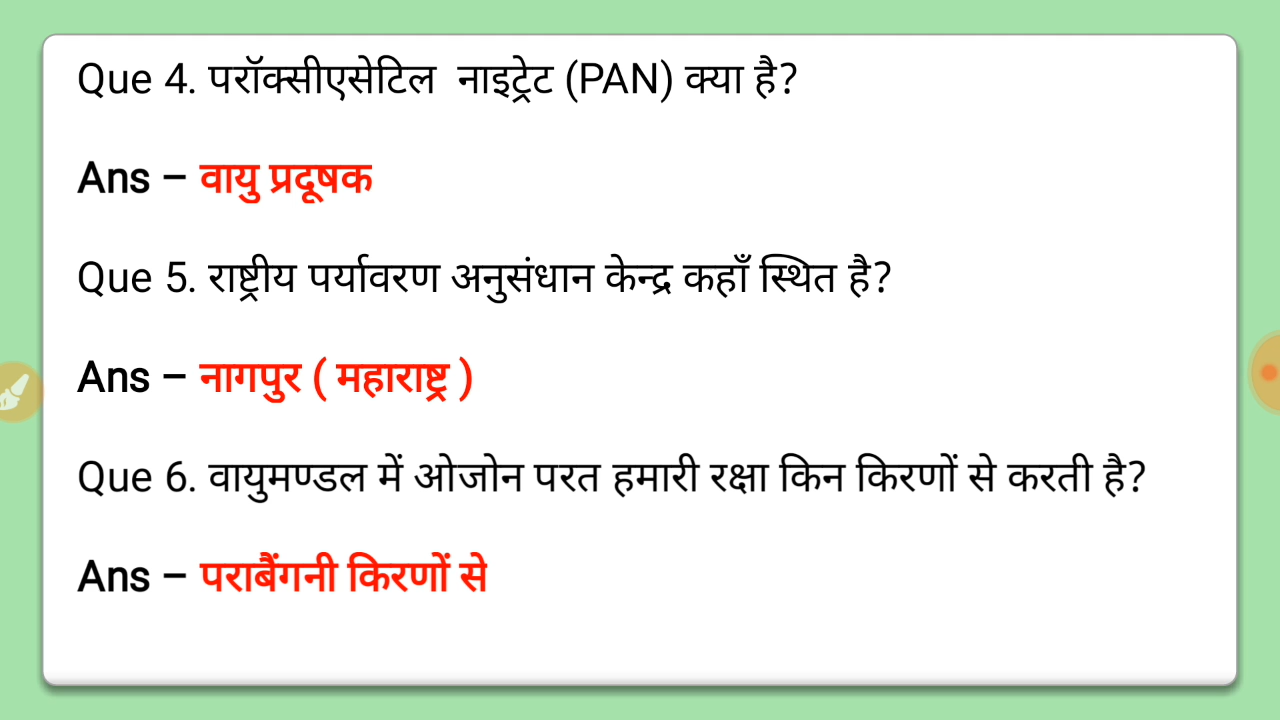 Que 4. परॉक्सीएसेटिल नाइट्रेट (PAN) क्या है?
Ans – वायु प्रदूषक
Que 5. राष्ट्रीय पर्यावरण अनुसंधान केन्द्र कहाँ स्थित है?
Ans – नागपुर ( महाराष्ट्र )
Que 6. वायुमण्डल में ओजोन परत हमारी रक्षा किन किरणों से करती है?
Ans – पराबैंगनी किरणों से